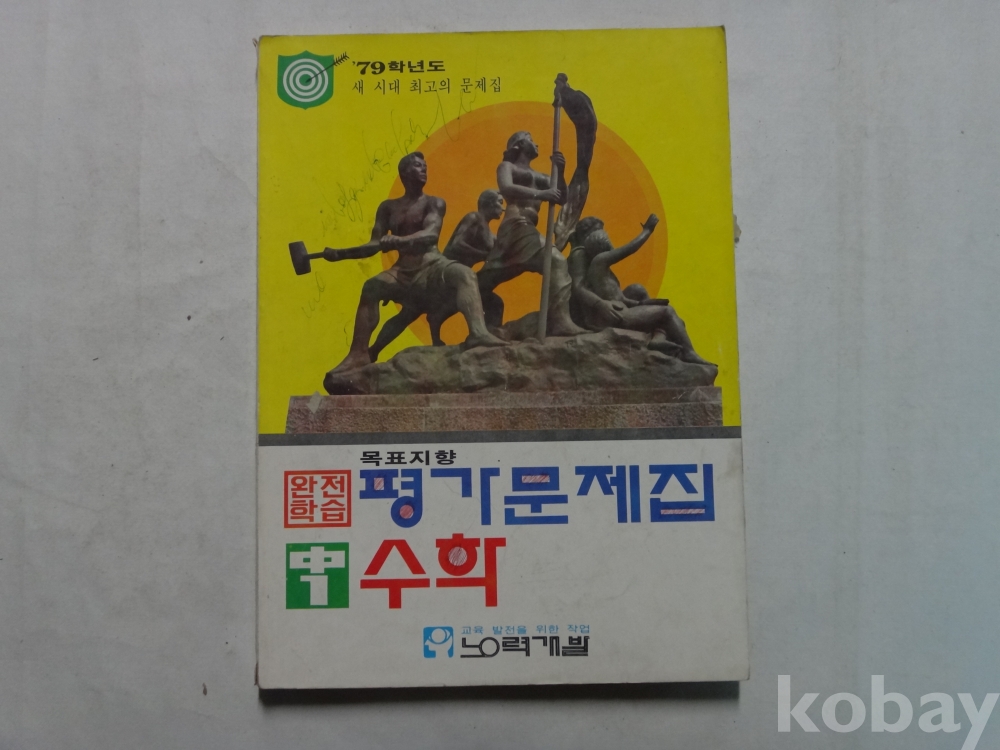 '79학년도
새 시대 최고의 문제집
목표지향
완전
학습
평가문제집
中1
수학
교육 발전을 위한 작업
노력개발
kobay